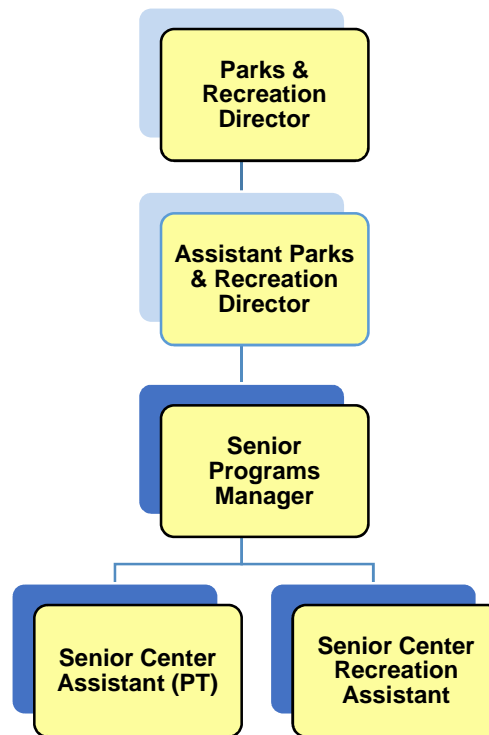 Parks &
Recreation
Director
Assistant Parks
& Recreation
Director
Senior
Programs
Manager
Senior Center
Assistant (PT)
Senior Center
Recreation
Assistant